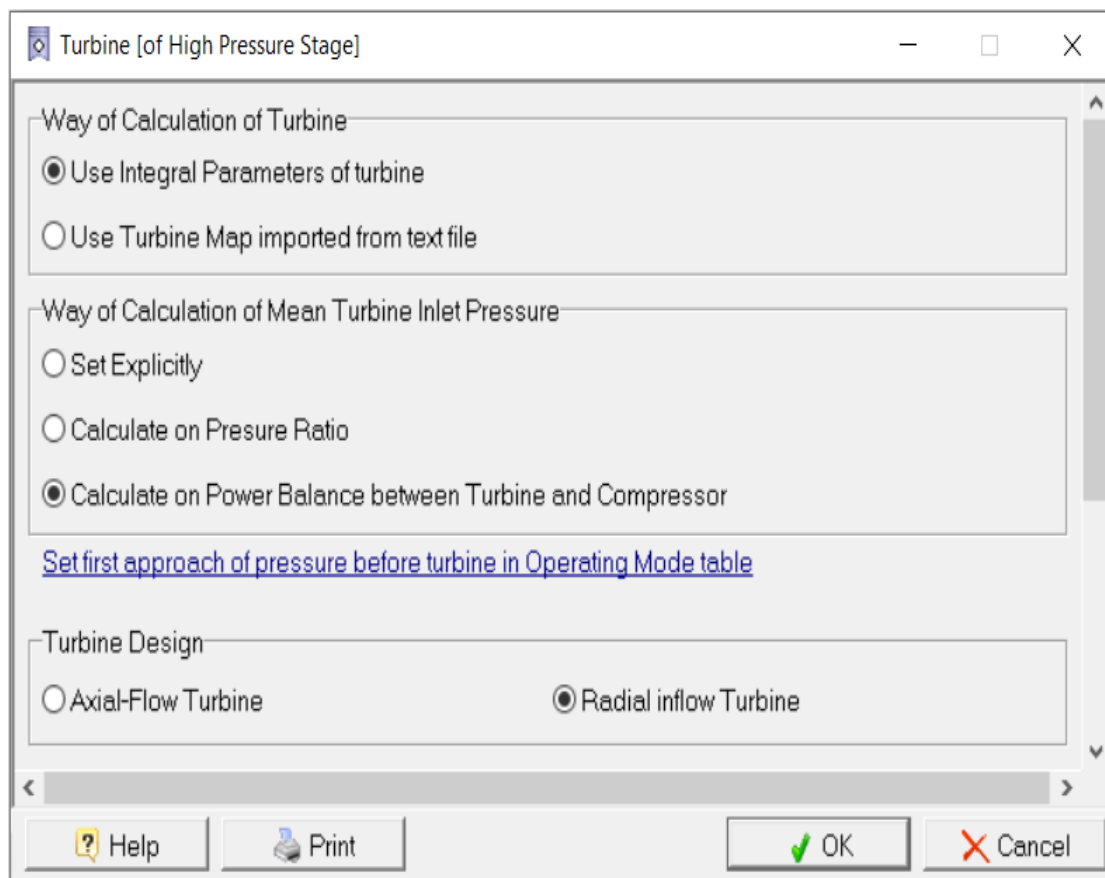 Turbine [of High Pressure Stage]
Way of Calculation of Turbine
Use Integral Parameters of turbine
Use Turbine Map imported from text file
Way of Calculation of Mean Turbine Inlet Pressure
Set Explicitly
Calculate on Presure Ratio
Calculate on Power Balance between Turbine and Compressor
Set first approach of pressure before turbine in Operating Mode table
Turbine Design
Axial-Flow Turbine Radial inflow Turbine
Help Print OK Cancel